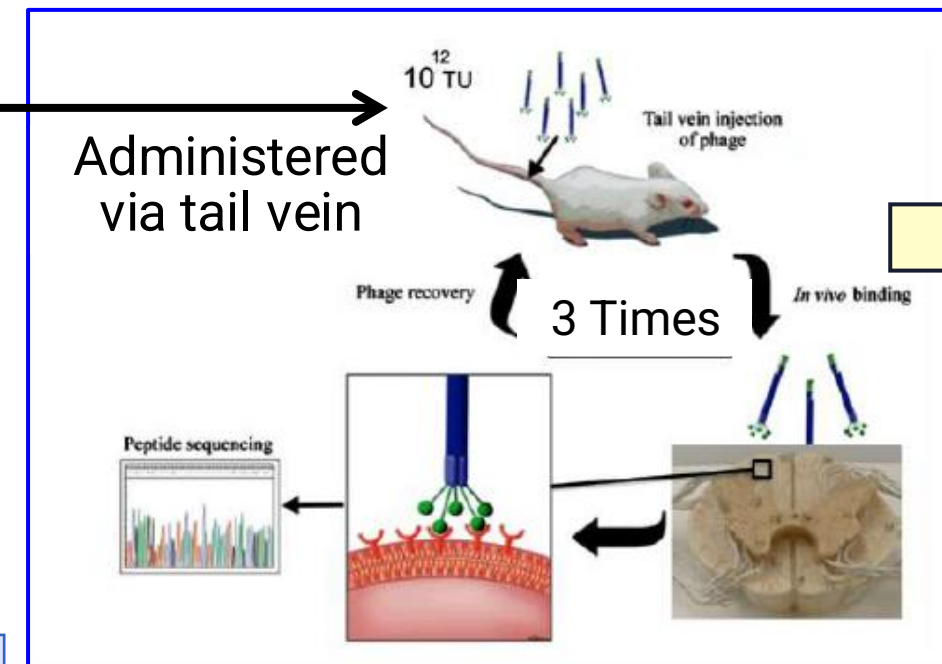 10¹² TU
Administered
via tail vein
Tail vein injection
of phage
Phage recovery
3 Times
In vivo binding
Peptide sequencing